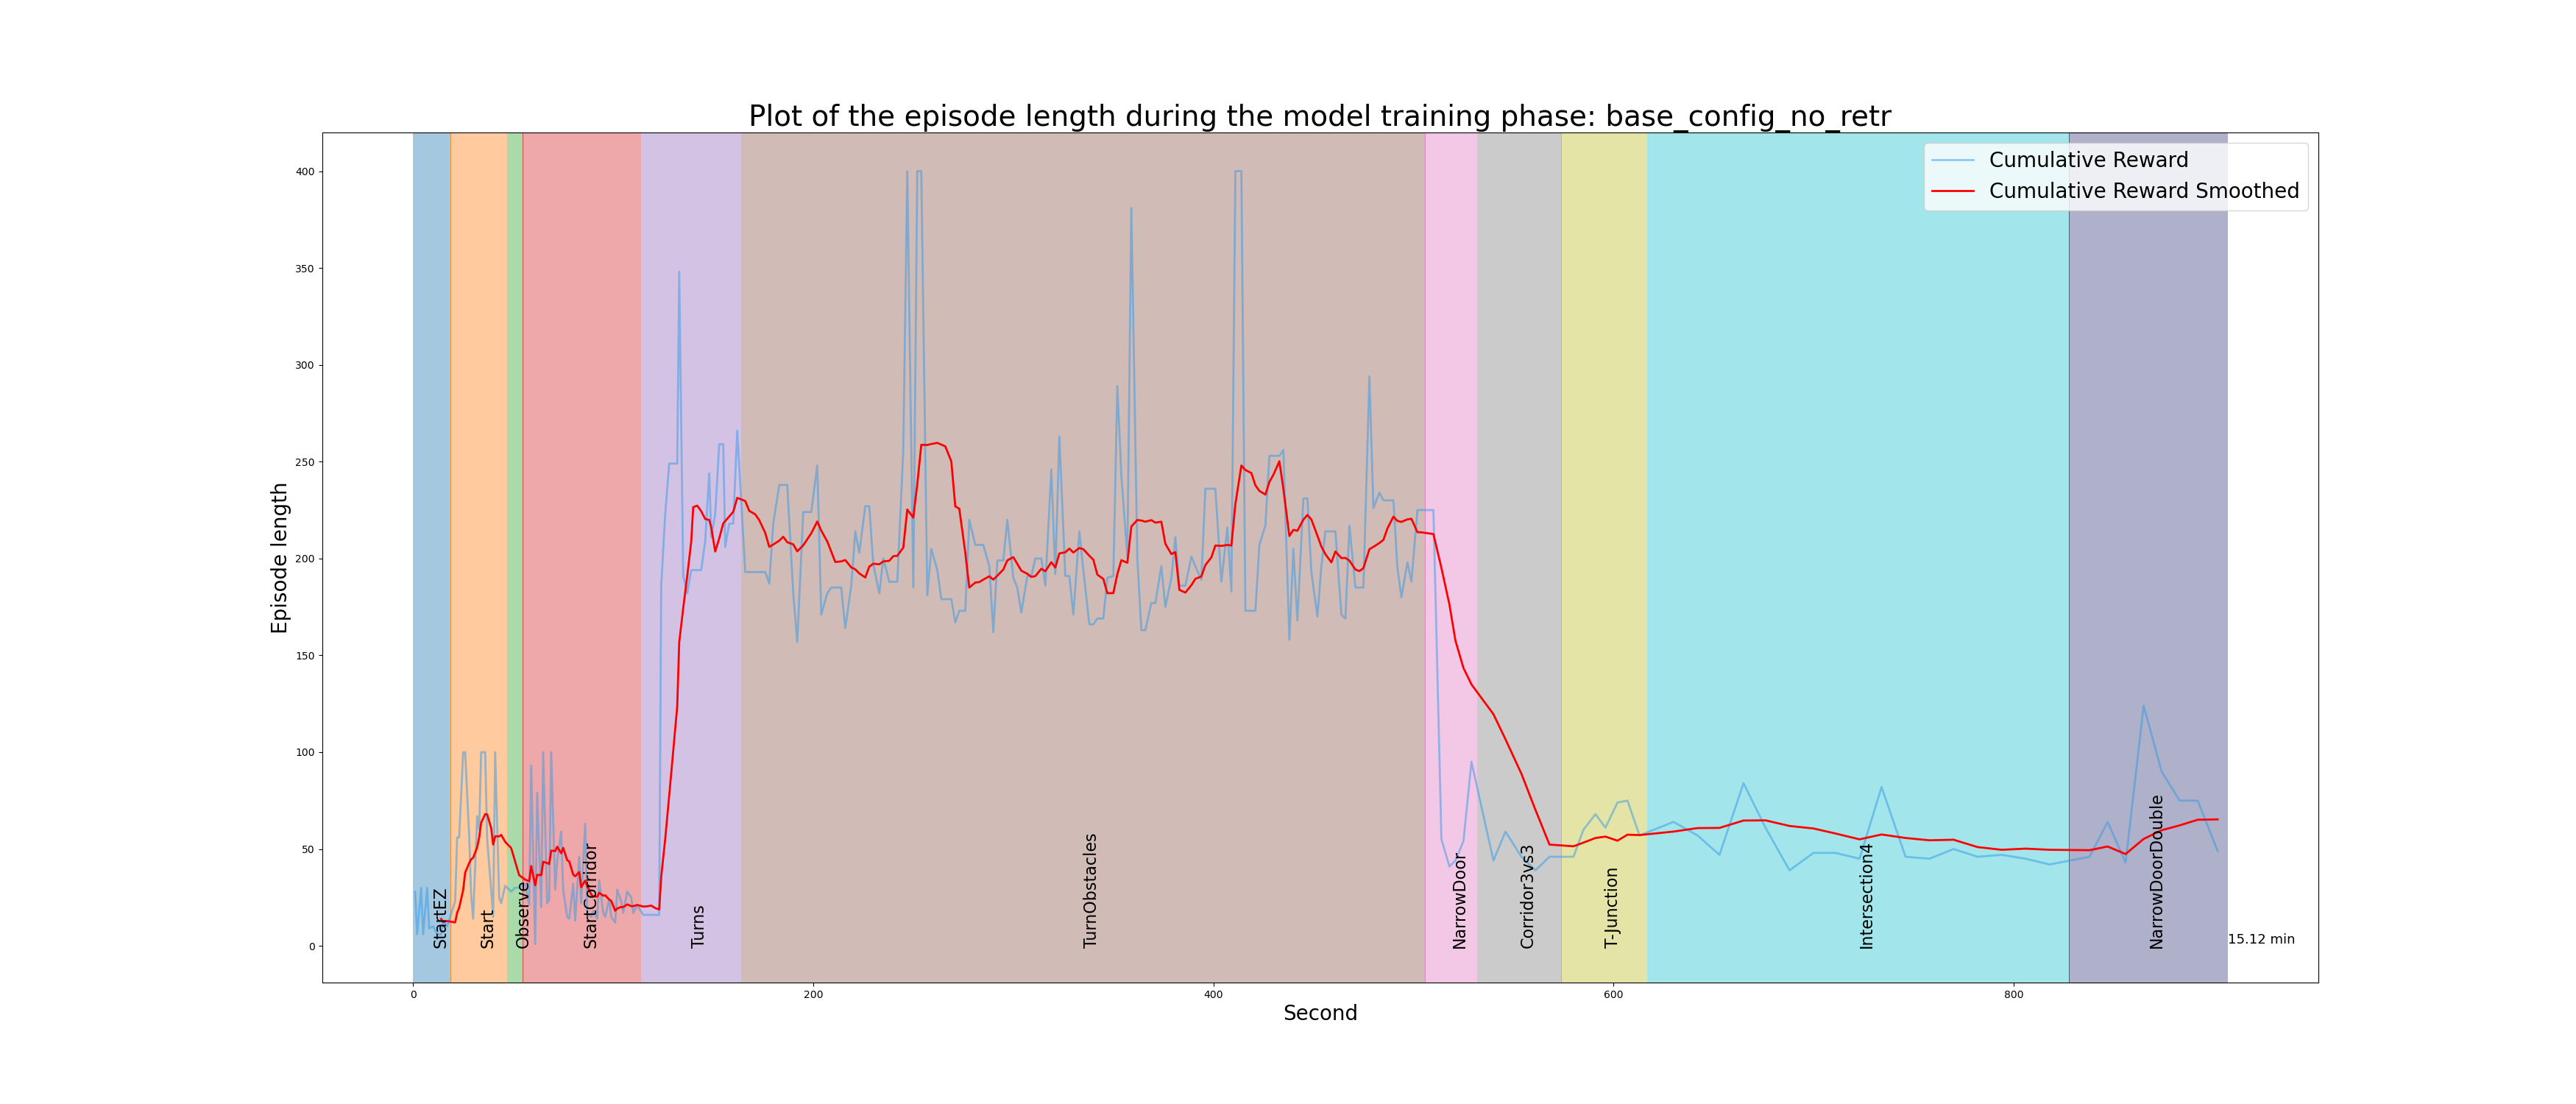 Plot of the episode length during the model training phase: base_config_no_retr
Cumulative Reward
Cumulative Reward Smoothed
Episode length
400
350
300
250
200
150
100
50
0
StartEZ
Start
Observe
StartCorridor
Turns
TurnObstacles
NarrowDoor
Corridor3vs3
T-Junction
Intersection4
NarrowDoorDouble
15.12 min
0
200
400
600
800
Second